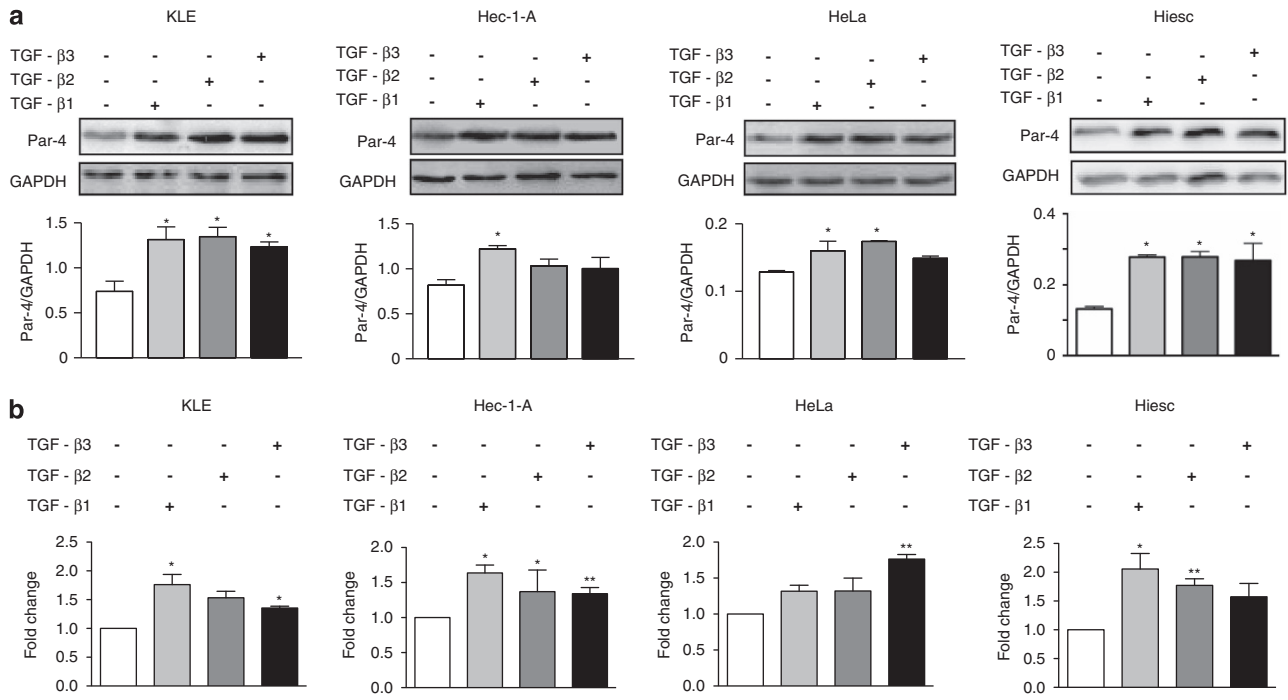 a
KLE
Hec-1-A
HeLa
Hiesc
TGF - β3 - - - +
TGF - β2 - - + -
TGF - β1 - + - -
Par-4
GAPDH
TGF - β3 - - - +
TGF - β2 - - + -
TGF - β1 - + - -
Par-4
GAPDH
TGF - β3 - - - +
TGF - β2 - - + -
TGF - β1 - + - -
Par-4
GAPDH
TGF - β3 - - - +
TGF - β2 - - + -
TGF - β1 - + - -
Par-4
GAPDH
Par-4/GAPDH
1.5
1.0
0.5
0
* * *
Par-4/GAPDH
1.5
1.0
0.5
0
*
Par-4/GAPDH
0.2
0.1
0
* *
Par-4/GAPDH
0.4
0.2
0
* * *
b
KLE
Hec-1-A
HeLa
Hiesc
TGF - β3 - - - +
TGF - β2 - - + -
TGF - β1 - + - -
TGF - β3 - - - +
TGF - β2 - - + -
TGF - β1 - + - -
TGF - β3 - - - +
TGF - β2 - - + -
TGF - β1 - + - -
TGF - β3 - - - +
TGF - β2 - - + -
TGF - β1 - + - -
Fold change
2.5
2.0
1.5
1.0
0.5
0.0
* *
Fold change
2.0
1.5
1.0
0.5
0.0
* * **
Fold change
2.0
1.5
1.0
0.5
0.0
**
Fold change
2.5
2.0
1.5
1.0
0.5
0.0
* **